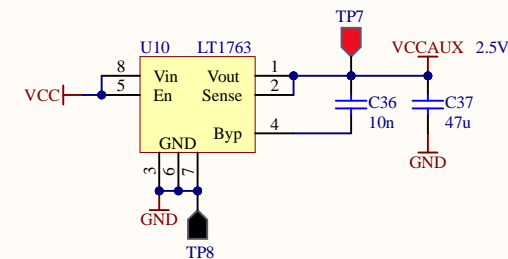 TP7
U10 LT1763
VCCAUX 2.5V
8 Vin Vout 1
VCC 5 En Sense 2
C36 C37
Byp 4 10n 47u
GND
3 6 7
GND
GND
TP8